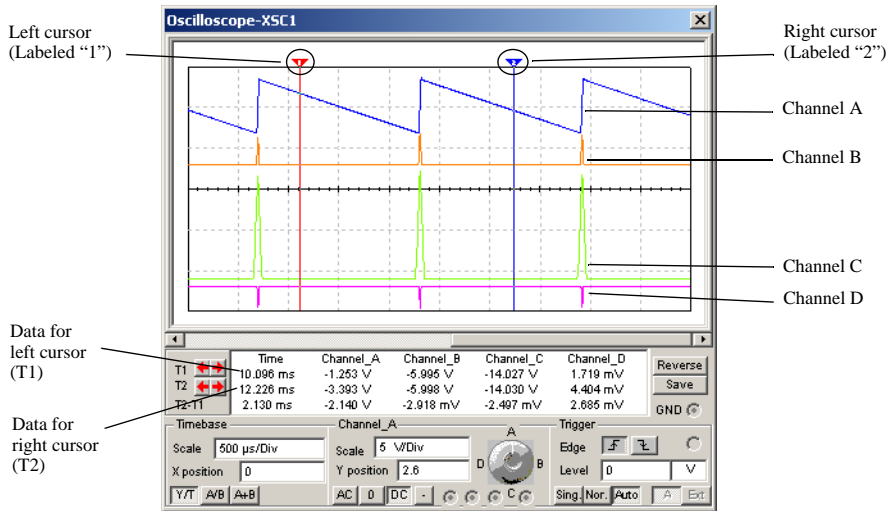 Oscilloscope-XSC1
Left cursor
(Labeled “1”)
Right cursor
(Labeled “2”)
1
2
Channel A
Channel B
Channel C
Channel D
Data for
left cursor
(T1)
Data for
right cursor
(T2)
Time Channel_A Channel_B Channel_C Channel_D
T1 10.096 ms -1.253 V -5.995 V -14.027 V 1.719 mV
T2 12.226 ms -3.393 V -5.998 V -14.030 V 4.404 mV
T2-T1 2.130 ms -2.140 V -2.918 mV -2.497 mV 2.685 mV
Reverse
Save
GND
Timebase
Scale 500 µs/Div
X position 0
Y/T A/B A+B
Channel_A
Scale 5 V/Div
Y position 2.6
AC 0 DC -
A
B
C
D
Trigger
Edge
Level 0 V
Sing. Nor. Auto A Ext